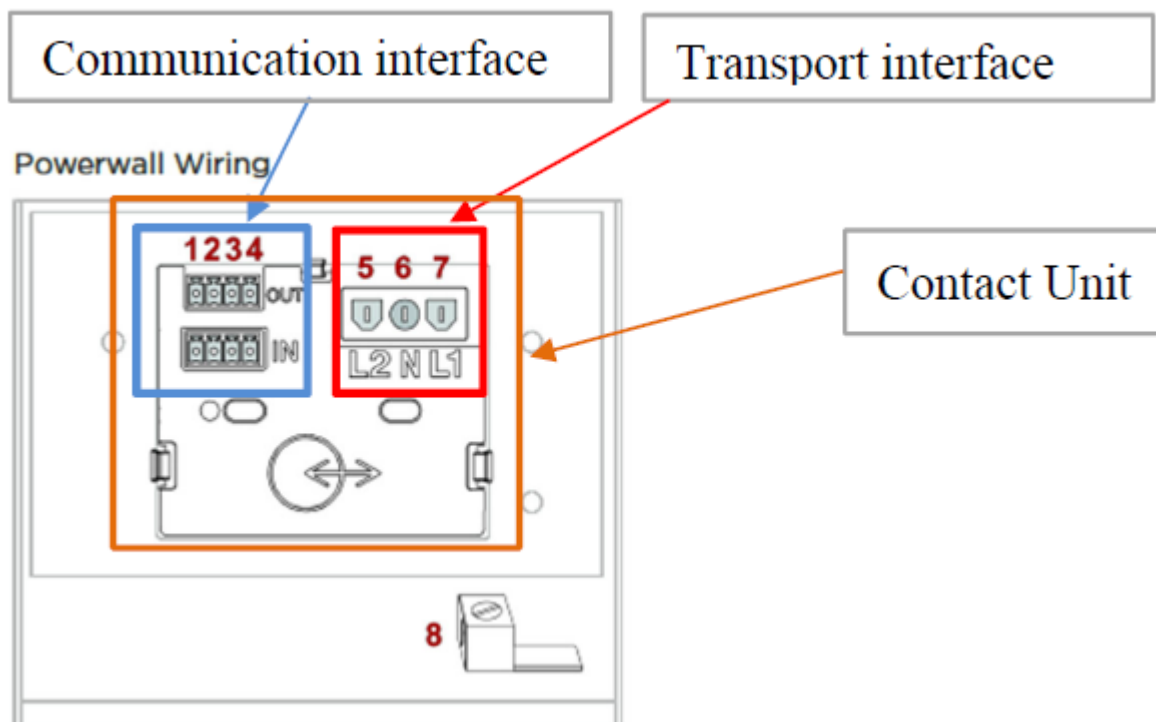 Communication interface
Transport interface
Powerwall Wiring
1234
5 6 7
OUT
IN
L2 N L1
Contact Unit
8